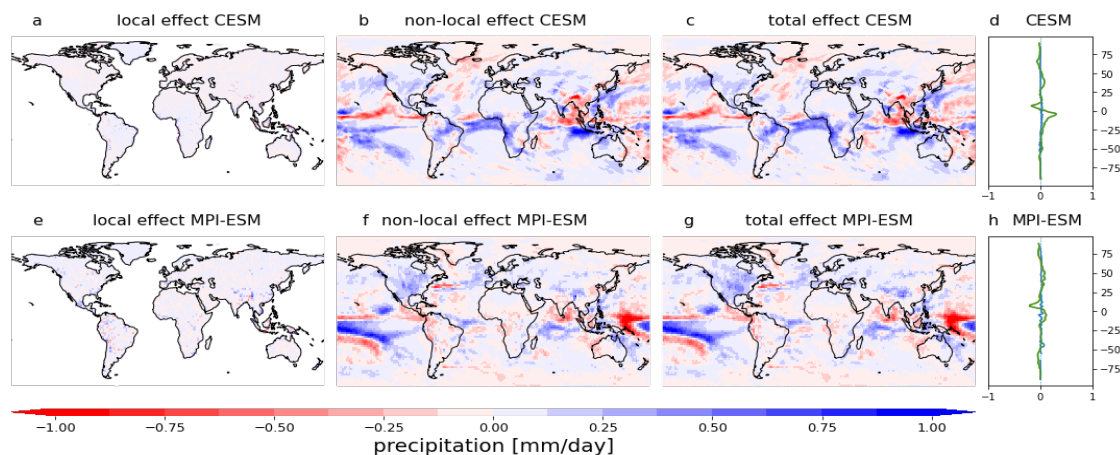 a local effect CESM
b non-local effect CESM
c total effect CESM
d CESM
75
50
25
0
−25
−50
−75
−1 0 1
e local effect MPI-ESM
f non-local effect MPI-ESM
g total effect MPI-ESM
h MPI-ESM
75
50
25
0
−25
−50
−75
−1 0 1
−1.00 −0.75 −0.50 −0.25 0.00 0.25 0.50 0.75 1.00
precipitation [mm/day]